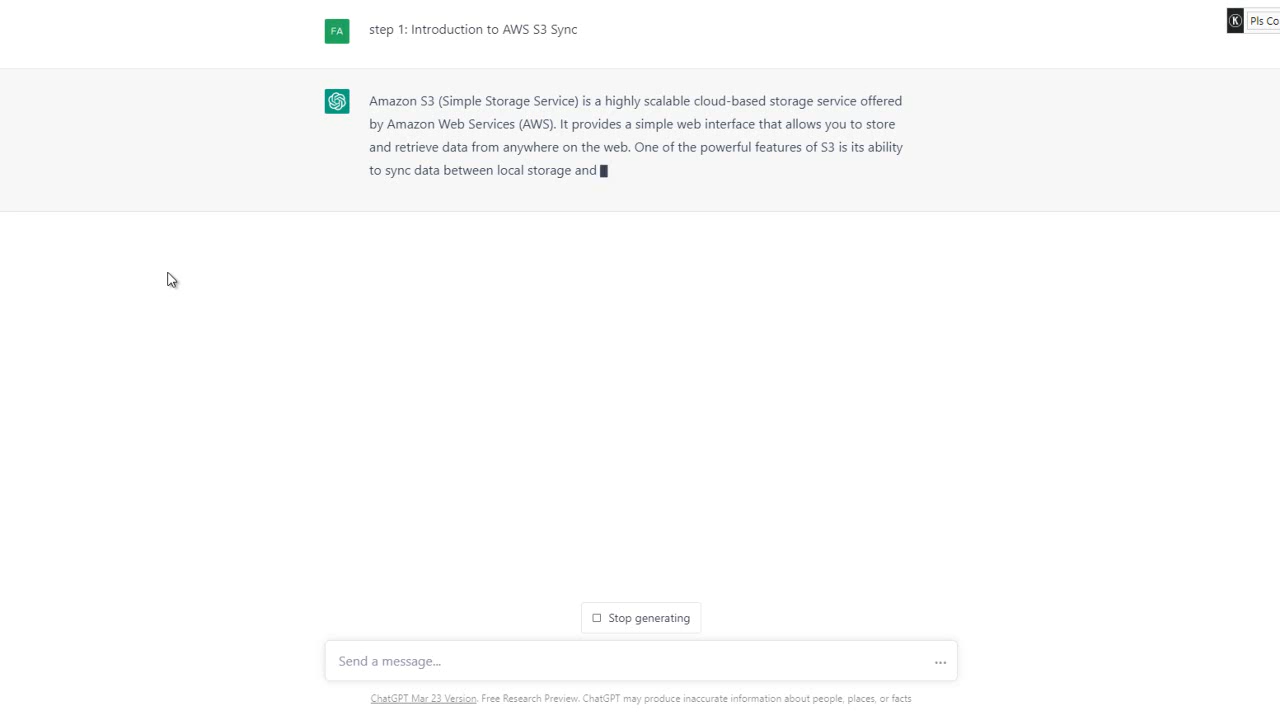 FA
step 1: Introduction to AWS S3 Sync
K
Pls Co
Amazon S3 (Simple Storage Service) is a highly scalable cloud-based storage service offered
by Amazon Web Services (AWS). It provides a simple web interface that allows you to store
and retrieve data from anywhere on the web. One of the powerful features of S3 is its ability
to sync data between local storage and
Stop generating
Send a message...
ChatGPT Mar 23 Version. Free Research Preview. ChatGPT may produce inaccurate information about people, places, or facts